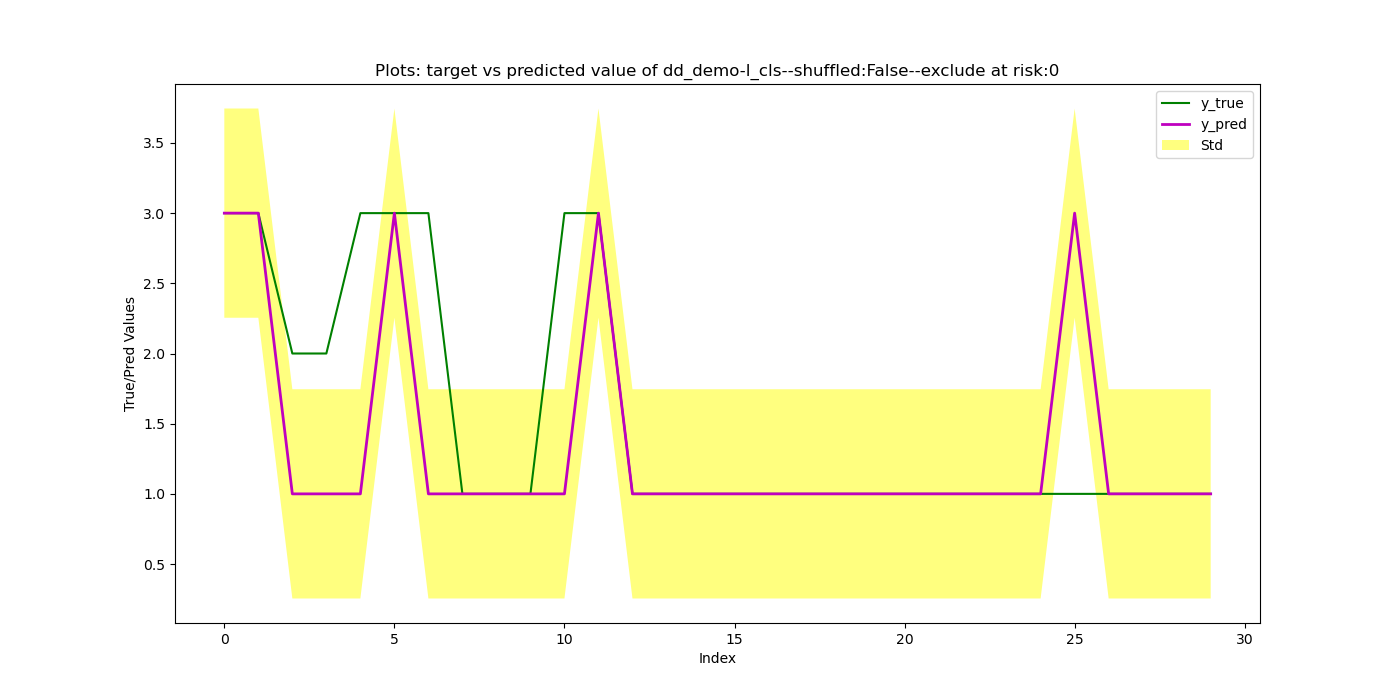 Plots: target vs predicted value of dd_demo-l_cls--shuffled:False--exclude at risk:0
y_true
y_pred
Std
True/Pred Values
3.5
3.0
2.5
2.0
1.5
1.0
0.5
0 5 10 15 20 25 30
Index